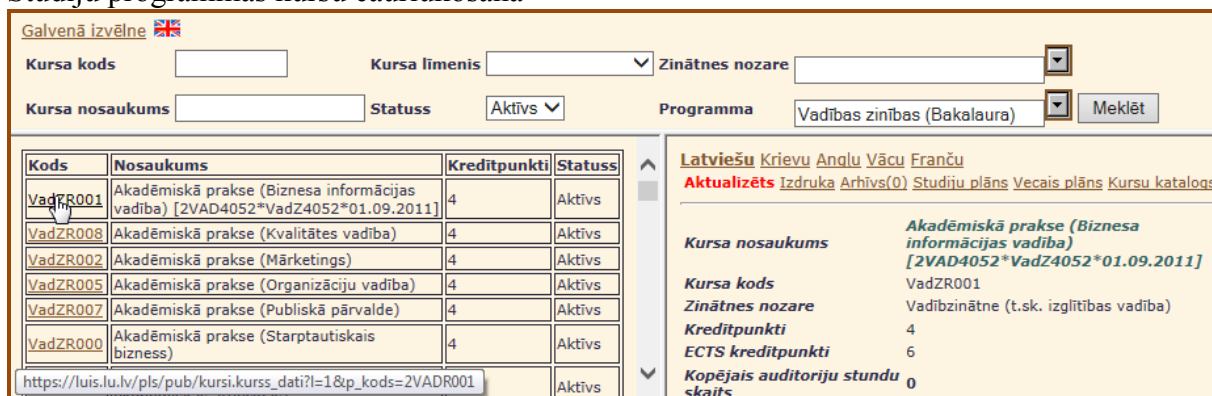 Galvenā izvēlne
Kursa kods Kursa līmenis Zinātnes nozare
Kursa nosaukums Statuss Aktīvs Programma Vadības zinības (Bakalaura) Meklēt
Kods Nosaukums Kredītpunkti Statuss
VadZR001 Akadēmiskā prakse (Biznesa informācijas vadība) [2VAD4052*VadZ4052*01.09.2011] 4 Aktīvs
VadZR008 Akadēmiskā prakse (Kvalitātes vadība) 4 Aktīvs
VadZR002 Akadēmiskā prakse (Mārketings) 4 Aktīvs
VadZR005 Akadēmiskā prakse (Organizāciju vadība) 4 Aktīvs
VadZR007 Akadēmiskā prakse (Publiskā pārvalde) 4 Aktīvs
VadZR000 Akadēmiskā prakse (Starptautiskais bizness) 4 Aktīvs
Aktīvs
https://luis.lu.lv/pls/pub/kursi.kurss_dati?l=1&p_kods=2VADR001
Latviešu Krievu Angļu Vācu Franču
Aktualizēts Izdruka Arhīvs(0) Studiju plāns Vecais plāns Kursu katalogs
Kursa nosaukums Akadēmiskā prakse (Biznesa
informācijas vadība)
[2VAD4052*VadZ4052*01.09.2011]
Kursa kods VadZR001
Zinātnes nozare Vadībzinātne (t.sk. izglītības vadība)
Kredītpunkti 4
ECTS kredītpunkti 6
Kopējais auditoriju stundu 0
skaits